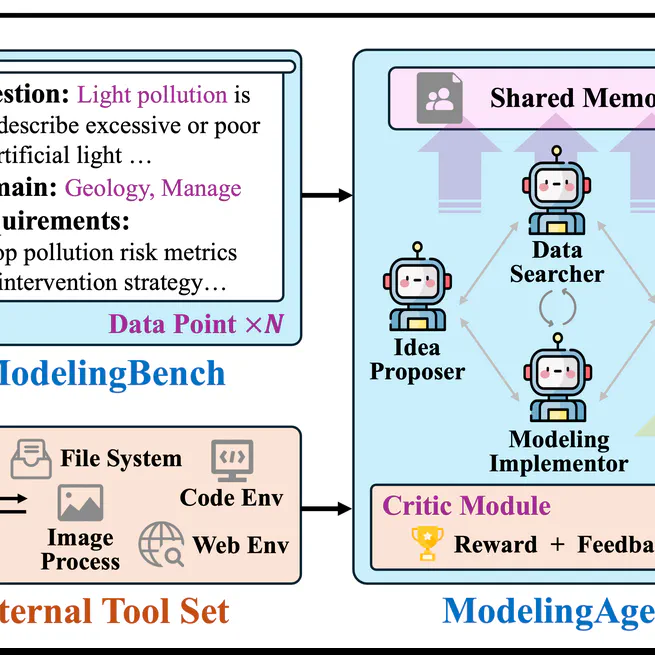 estion: Light pollution is
describe excessive or poor
rtificial light …
main: Geology, Manage
quirements:
op pollution risk metrics
intervention strategy…
Data Point ×N
ModelingBench
File System
Code Env
Image
Process
Web Env
ternal Tool Set
Shared Memo
Data
Searcher
Idea
Proposer
Modeling
Implementor
Critic Module
Reward + Feedba
ModelingAge